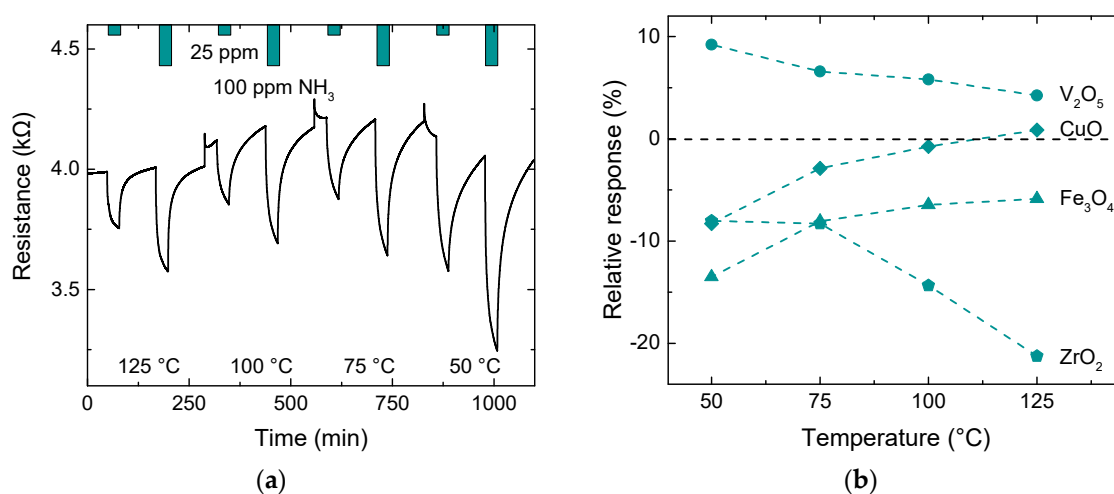 4.5
4.0
3.5
Resistance (kΩ)
25 ppm
100 ppm NH₃
125 °C
100 °C
75 °C
50 °C
0
250
500
750
1000
Time (min)
(a)
10
0
-10
-20
Relative response (%)
V₂O₅
CuO
Fe₃O₄
ZrO₂
50
75
100
125
Temperature (°C)
(b)